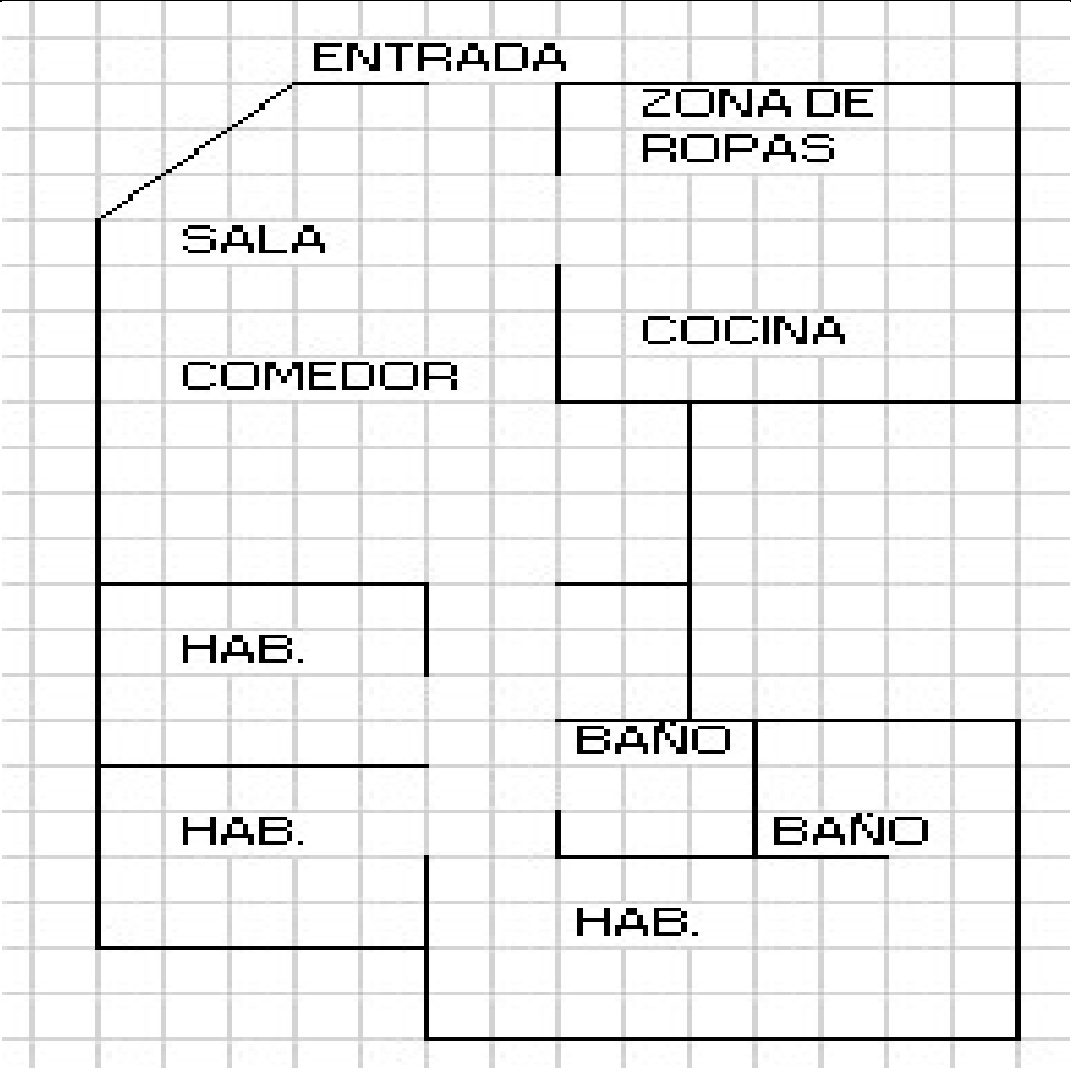 ENTRADA
ZONA DE
ROPAS
SALA
COCINA
COMEDOR
HAB.
BAÑO
HAB.
BAÑO
HAB.